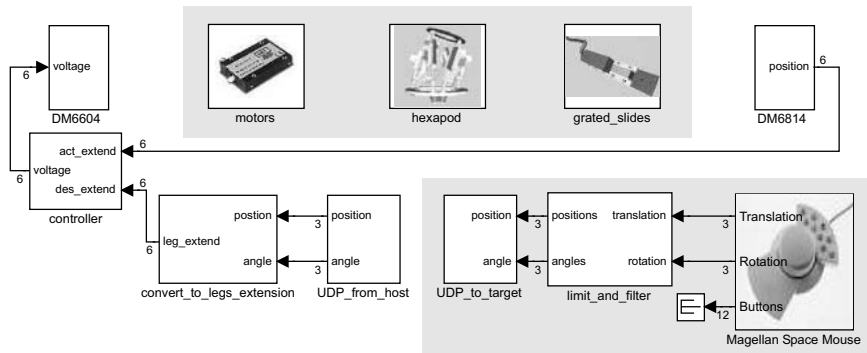 voltage
6
6
DM6604
motors
hexapod
grated_slides
position
6
DM6814
act_extend
6
voltage
6
des_extend
6
controller
leg_extend
6
postion
3
position
angle
3
angle
convert_to_legs_extension
UDP_from_host
position
3
positions
translation
3
Translation
angle
3
angles
rotation
3
Rotation
UDP_to_target
limit_and_filter
12
Buttons
Magellan Space Mouse